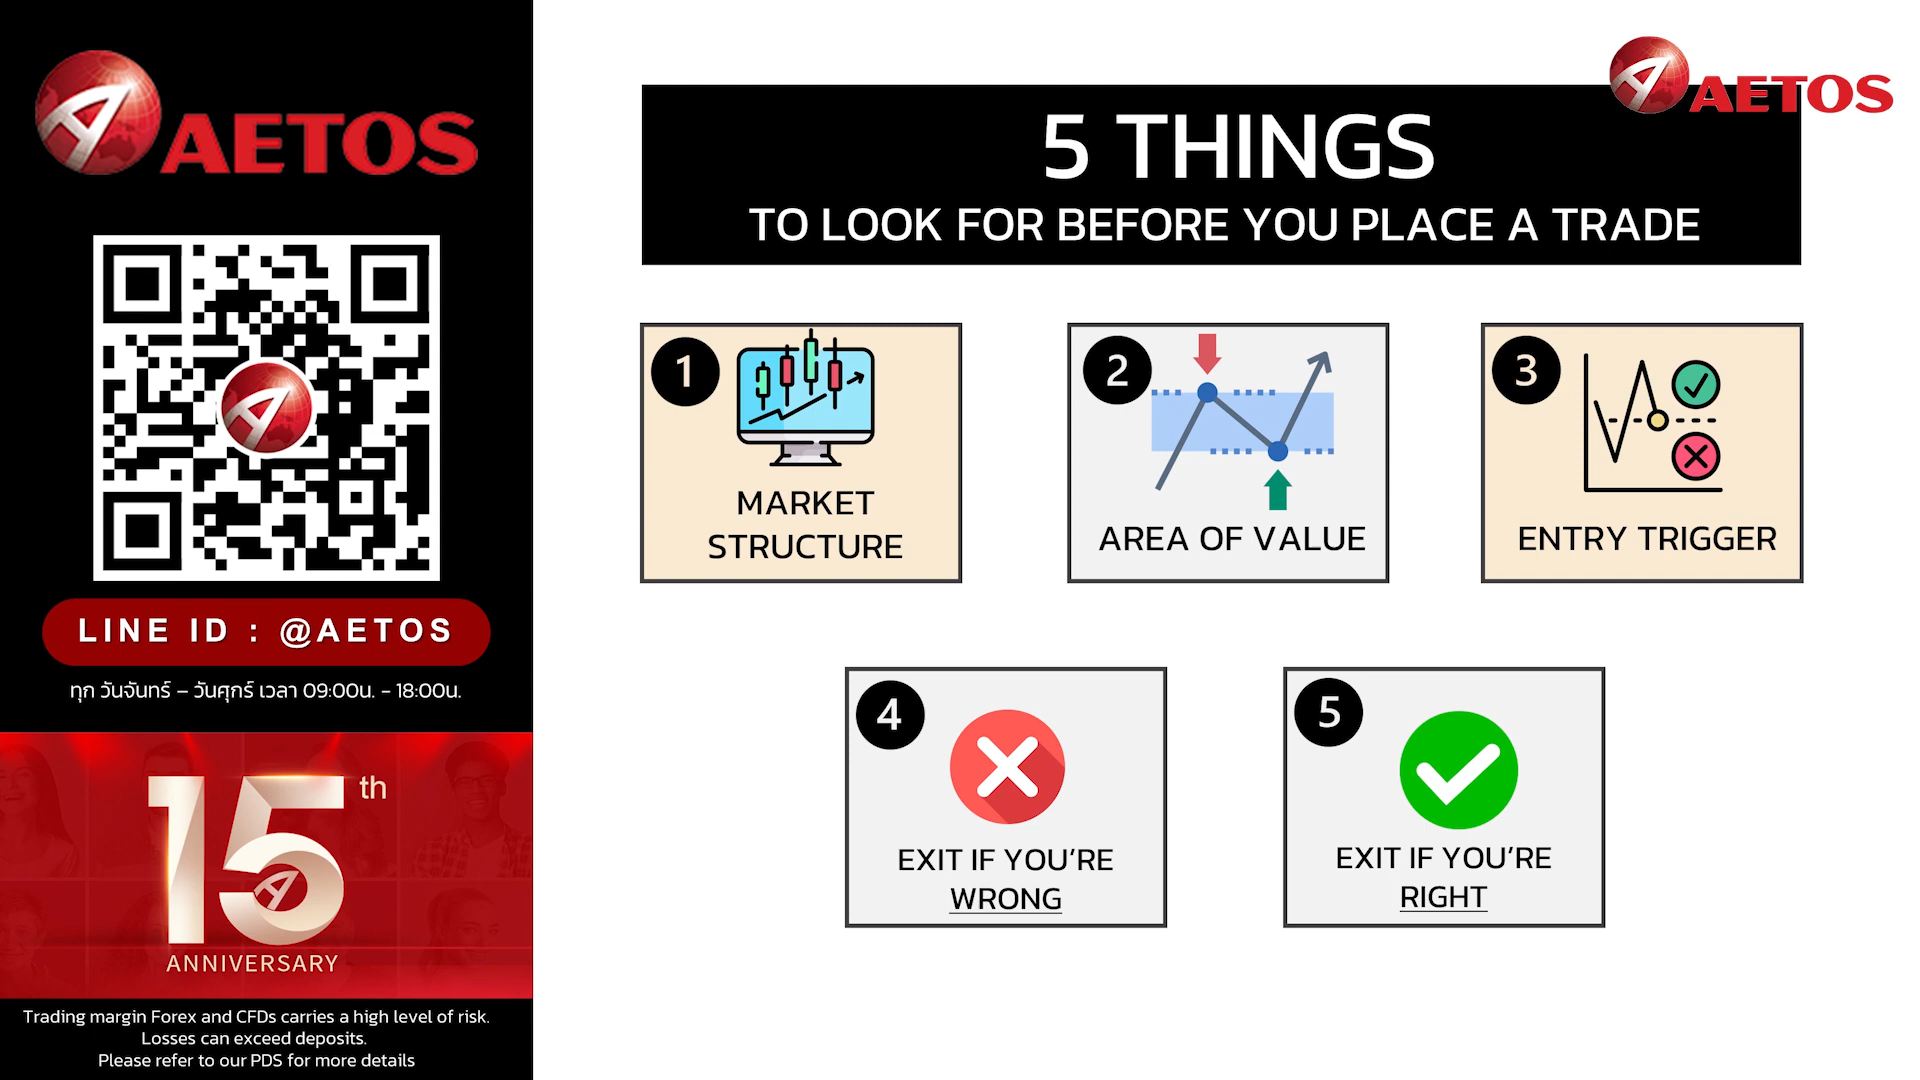 AETOS
LINE ID : @AETOS
ทุก วันจันทร์ – วันศุกร์ เวลา 09:00น. - 18:00น.
15th
ANNIVERSARY
Trading margin Forex and CFDs carries a high level of risk.
Losses can exceed deposits.
Please refer to our PDS for more details
AETOS
5 THINGS
TO LOOK FOR BEFORE YOU PLACE A TRADE
1
MARKET
STRUCTURE
2
AREA OF VALUE
3
ENTRY TRIGGER
4
EXIT IF YOU’RE
WRONG
5
EXIT IF YOU’RE
RIGHT